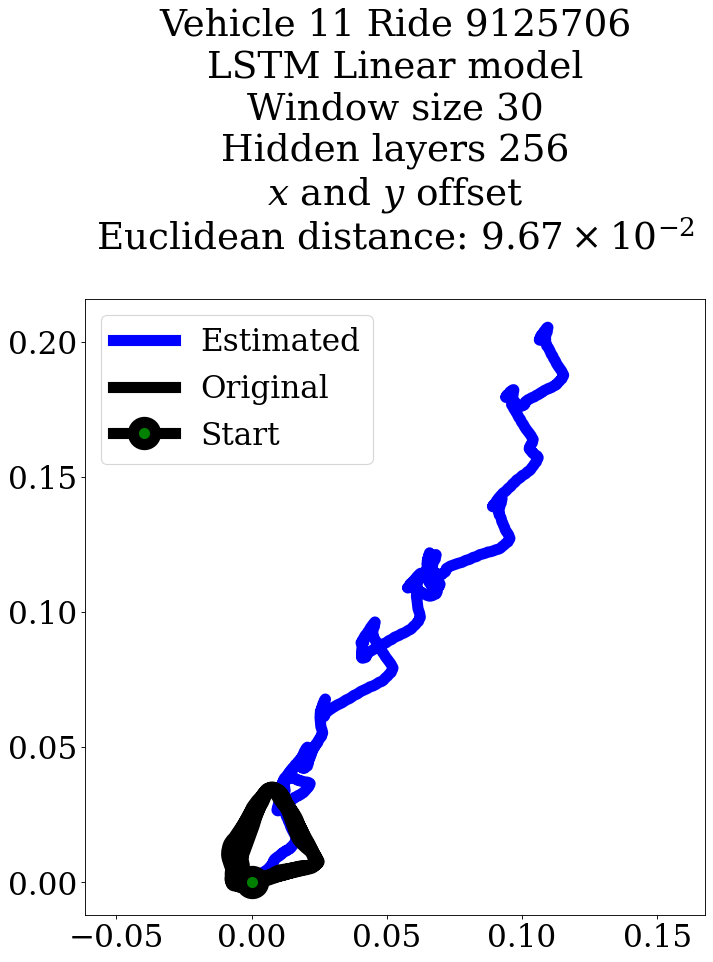 Vehicle 11 Ride 9125706
LSTM Linear model
Window size 30
Hidden layers 256
x and y offset
Euclidean distance: 9.67 × 10⁻²
Estimated
Original
Start
0.20
0.15
0.10
0.05
0.00
−0.05 0.00 0.05 0.10 0.15